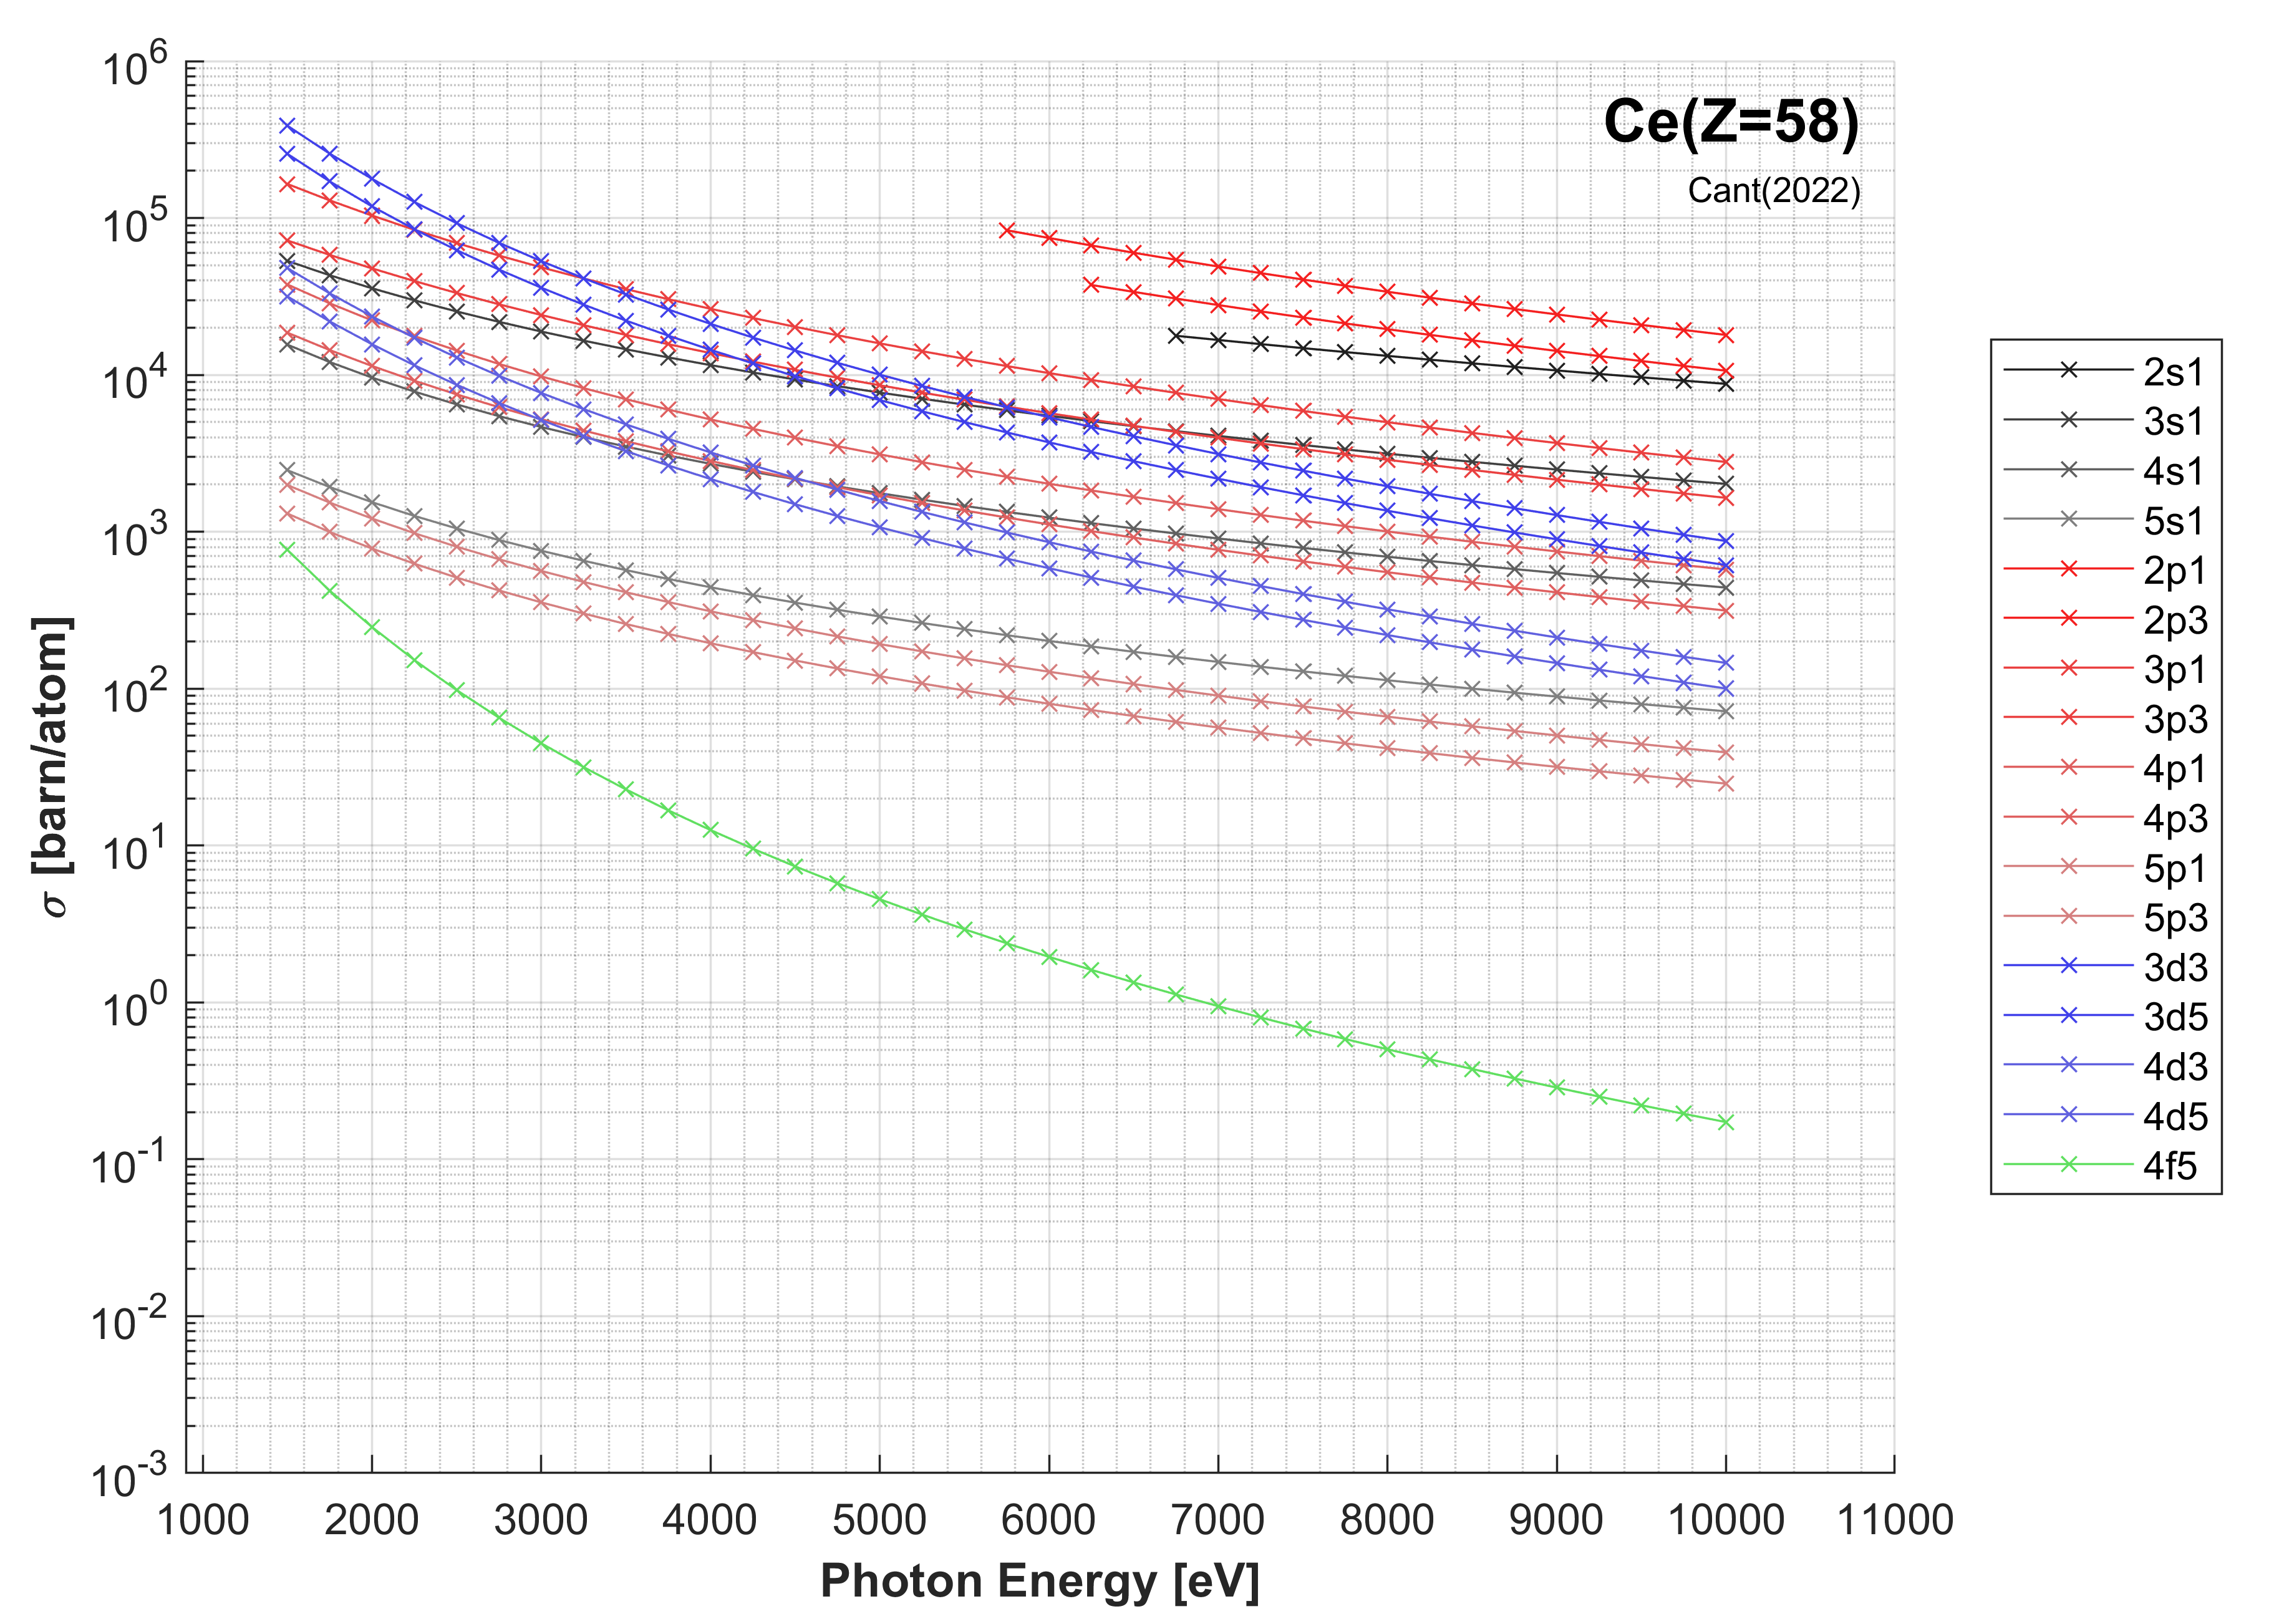 Ce(Z=58)
Cant(2022)
10^6
10^5
10^4
10^3
10^2
10^1
10^0
10^-1
10^-2
10^-3
σ [barn/atom]
1000 2000 3000 4000 5000 6000 7000 8000 9000 10000 11000
Photon Energy [eV]
2s1
3s1
4s1
5s1
2p1
2p3
3p1
3p3
4p1
4p3
5p1
5p3
3d3
3d5
4d3
4d5
4f5